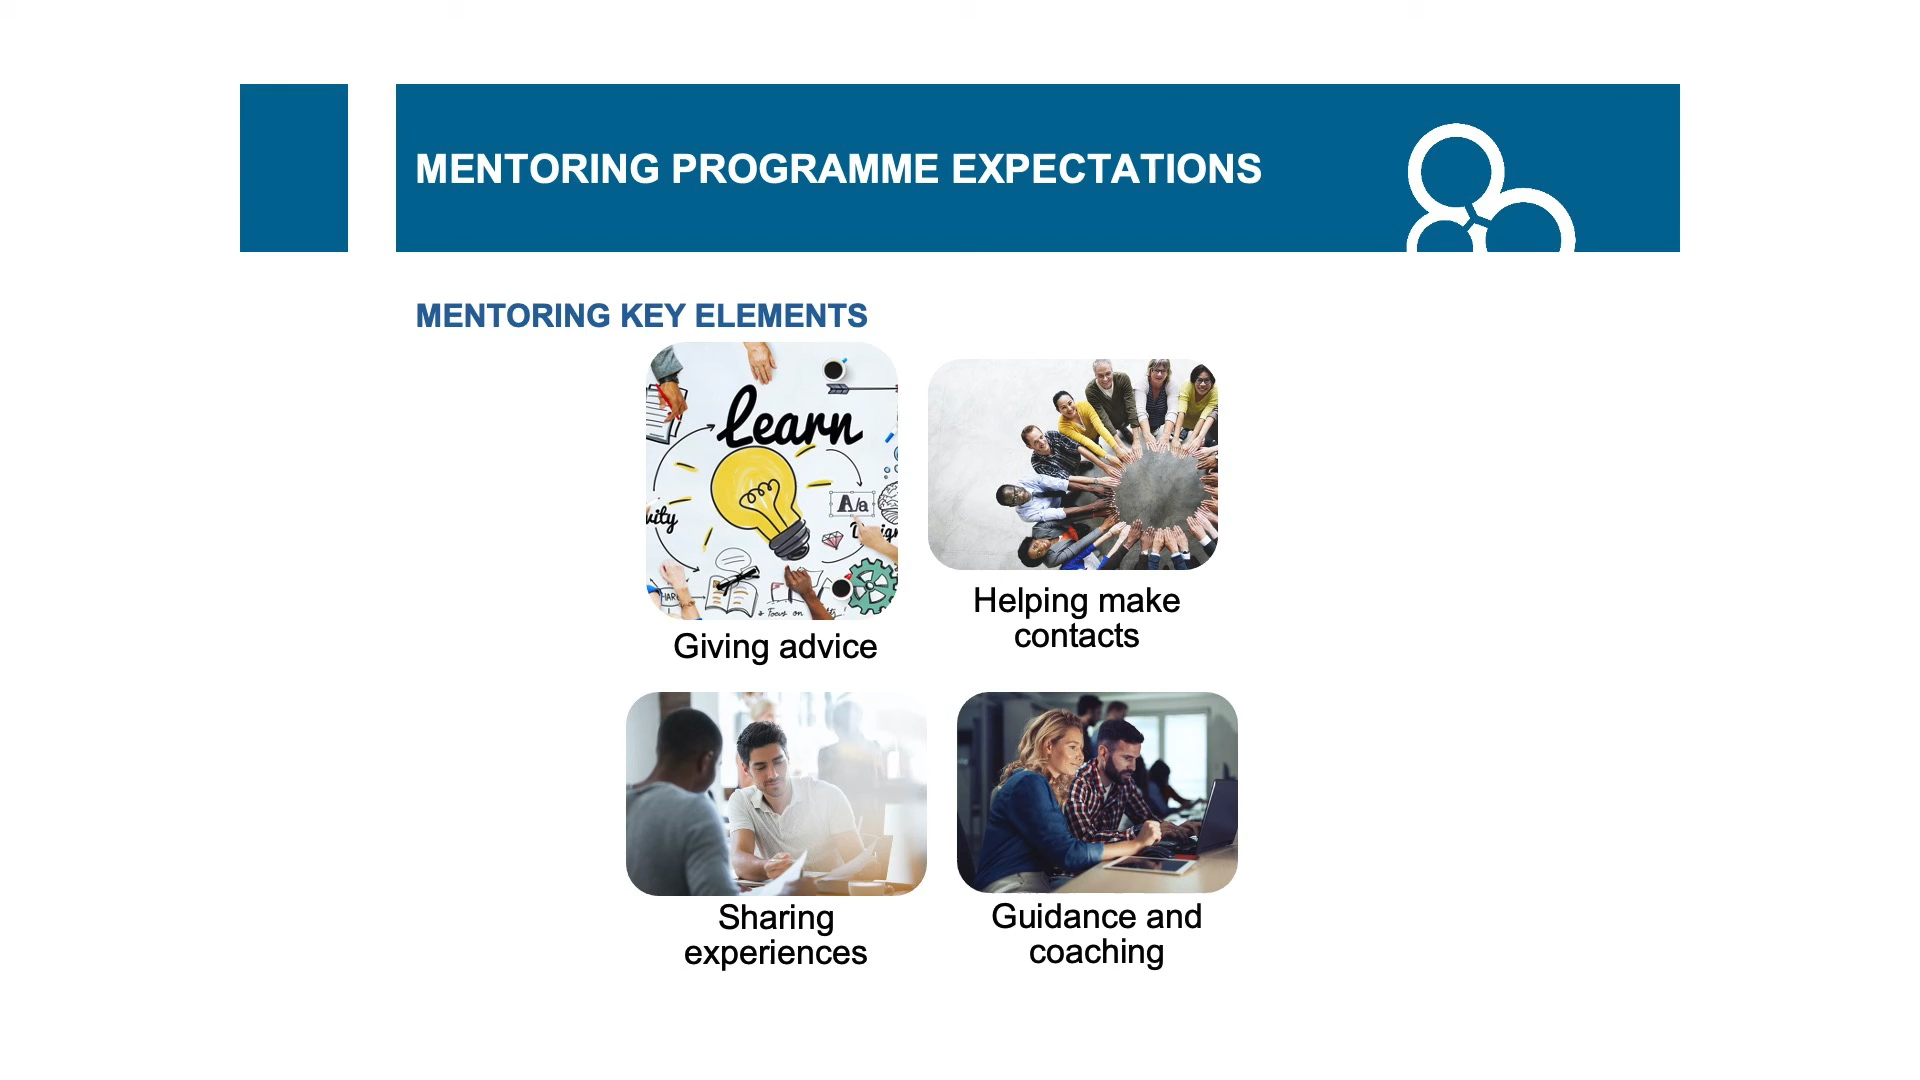 MENTORING PROGRAMME EXPECTATIONS
MENTORING KEY ELEMENTS
Learn
A/a
Giving advice
Helping make
contacts
Sharing
experiences
Guidance and
coaching